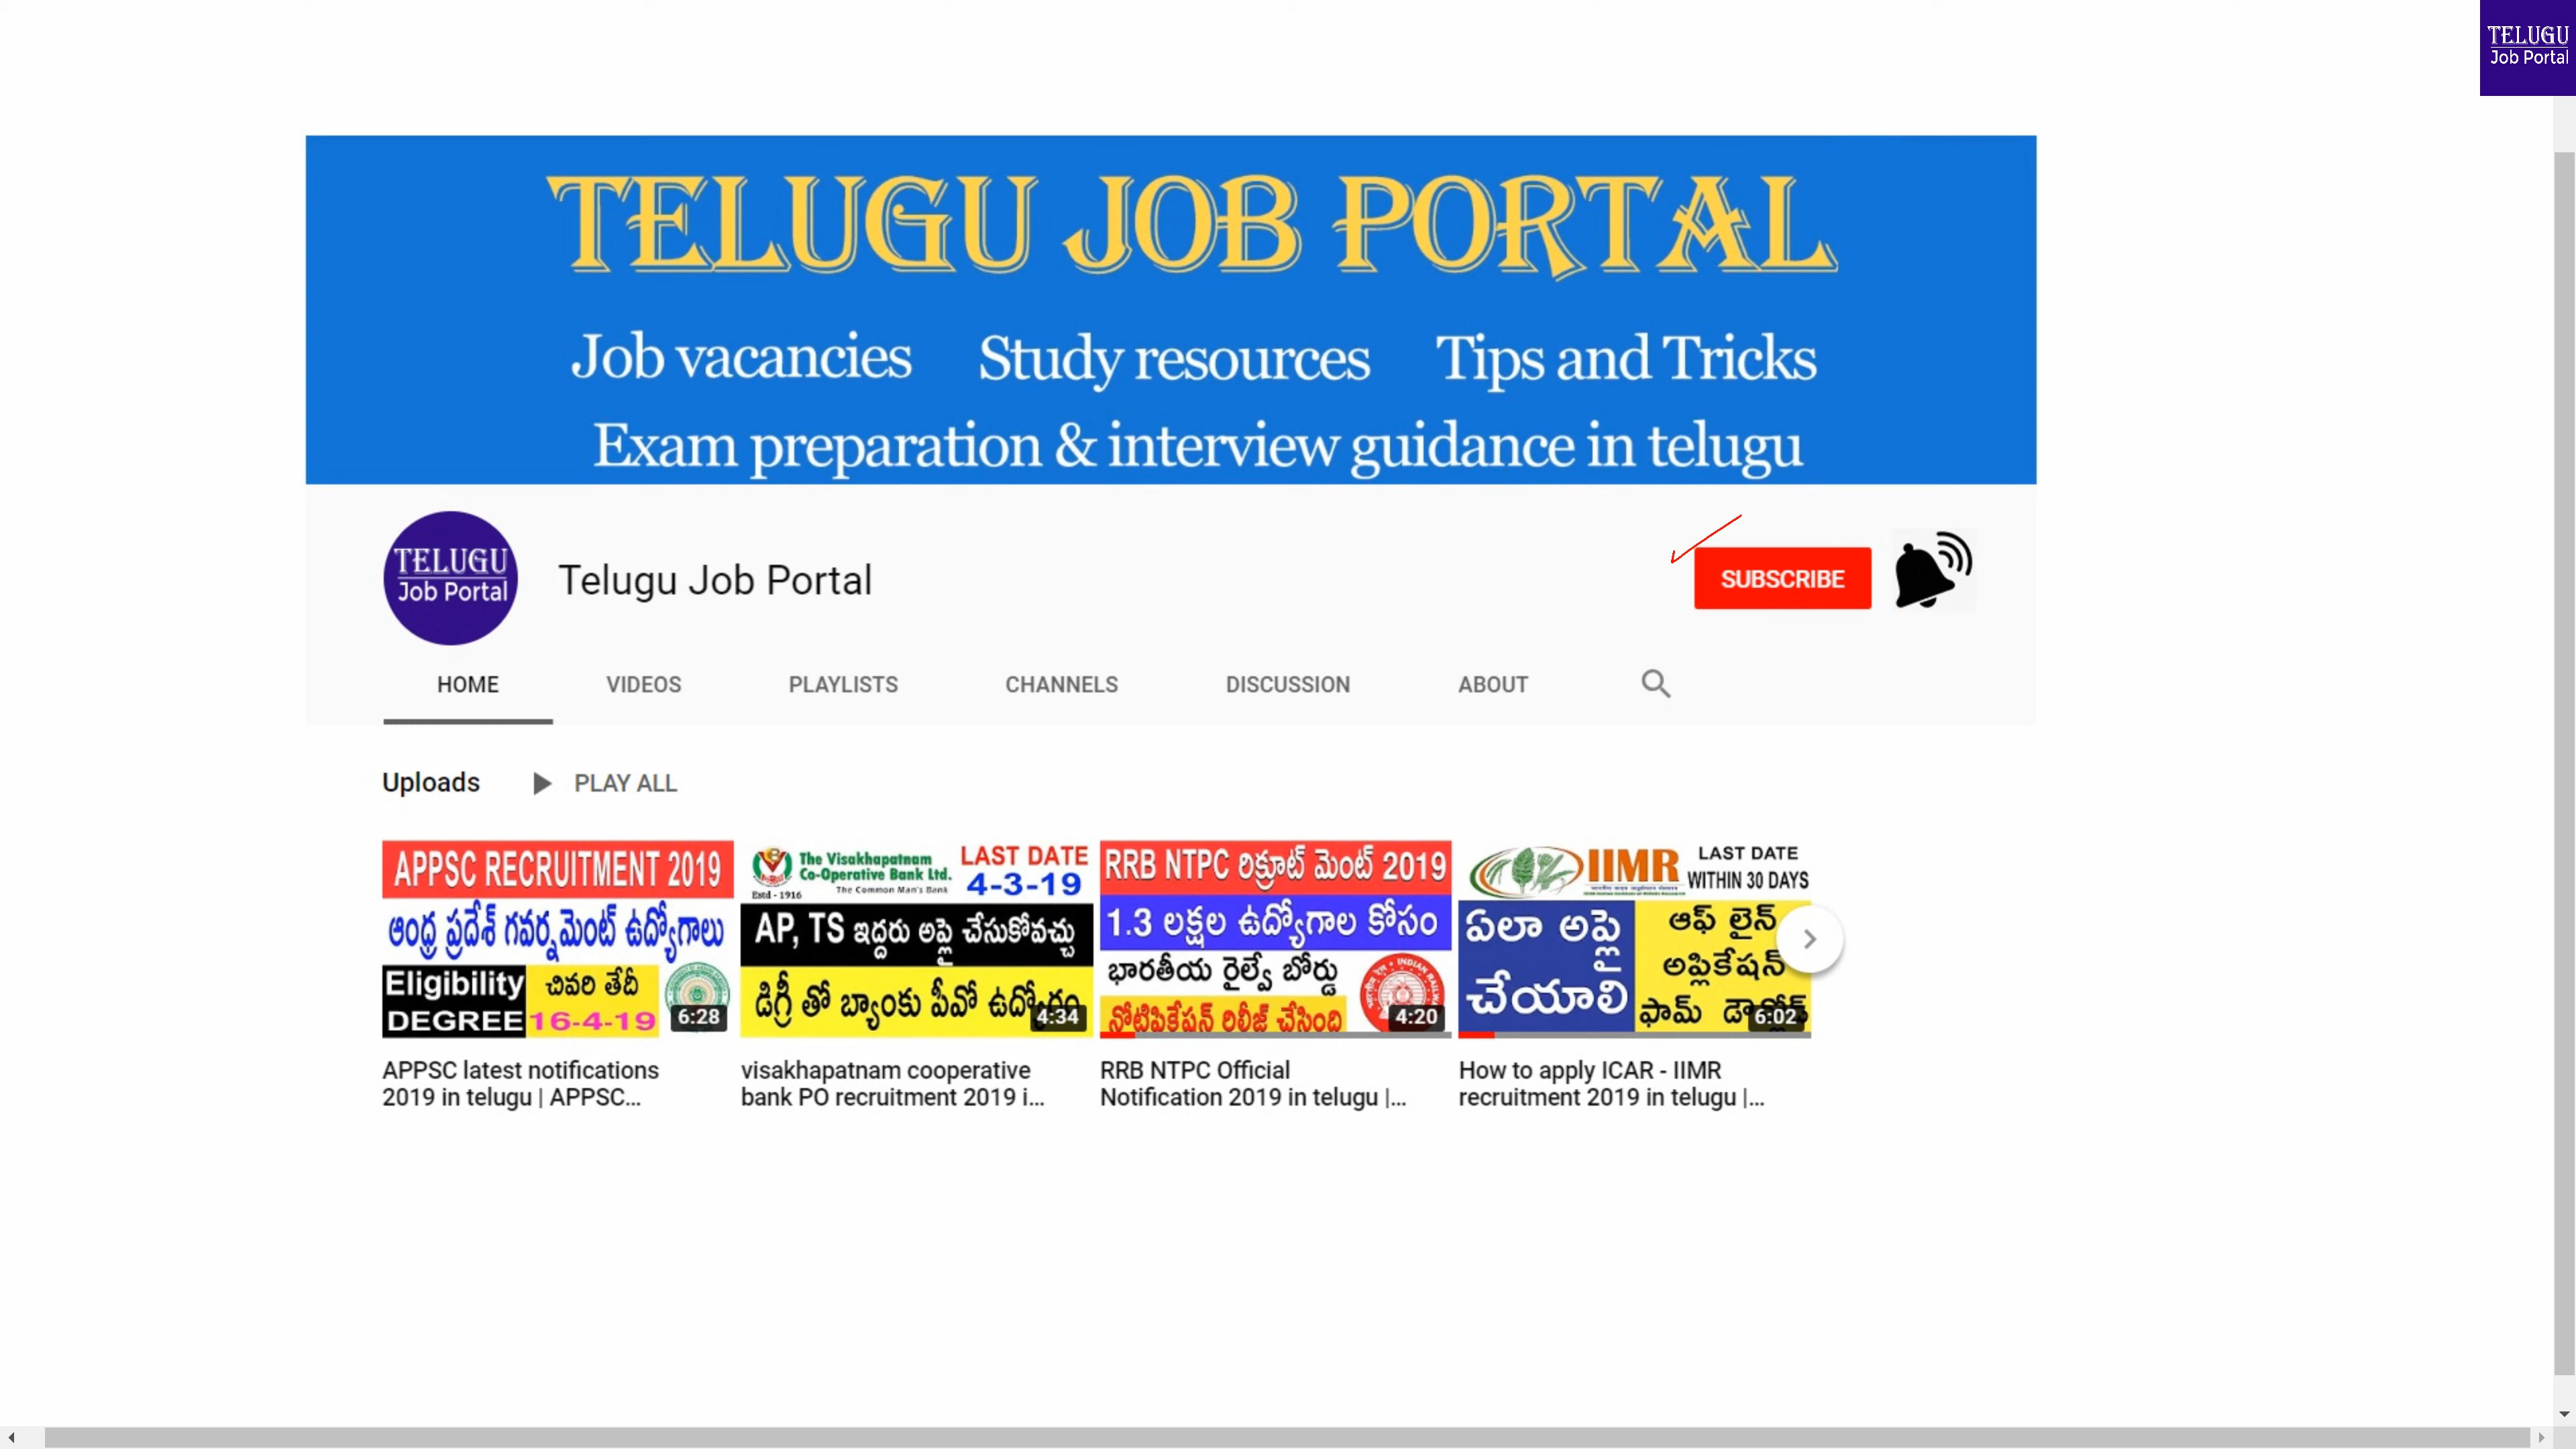 TELUGU
Job Portal
TELUGU JOB PORTAL
Job vacancies Study resources Tips and Tricks
Exam preparation & interview guidance in telugu
TELUGU
Job Portal
Telugu Job Portal
SUBSCRIBE
HOME VIDEOS PLAYLISTS CHANNELS DISCUSSION ABOUT
Uploads PLAY ALL
APPSC RECRUITMENT 2019
ఆంధ్ర ప్రదేశ్ గవర్నమెంట్ ఉద్యోగాలు
Eligibility
DEGREE
చివరి తేదీ
16-4-19
6:28
APPSC latest notifications
2019 in telugu | APPSC...
The Visakhapatnam
Co-Operative Bank Ltd.
The Common Man's Bank
Estd - 1916
LAST DATE
4-3-19
AP, TS ఇద్దరు అప్లై చేసుకోవచ్చు
డిగ్రీ తో బ్యాంకు పీవో ఉద్యోగం
4:34
visakhapatnam cooperative
bank PO recruitment 2019 i...
RRB NTPC రిక్రూట్ మెంట్ 2019
1.3 లక్షల ఉద్యోగాల కోసం
భారతీయ రైల్వే బోర్డు
నోటిఫికేషన్ రిలీజ్ చేసింది
4:20
RRB NTPC Official
Notification 2019 in telugu |...
IIMR
LAST DATE
WITHIN 30 DAYS
ఏలా అప్లై
చేయాలి
ఆఫ్ లైన్
అప్లికేషన్
ఫామ్ డౌన్లోడ్
6:02
How to apply ICAR - IIMR
recruitment 2019 in telugu |...